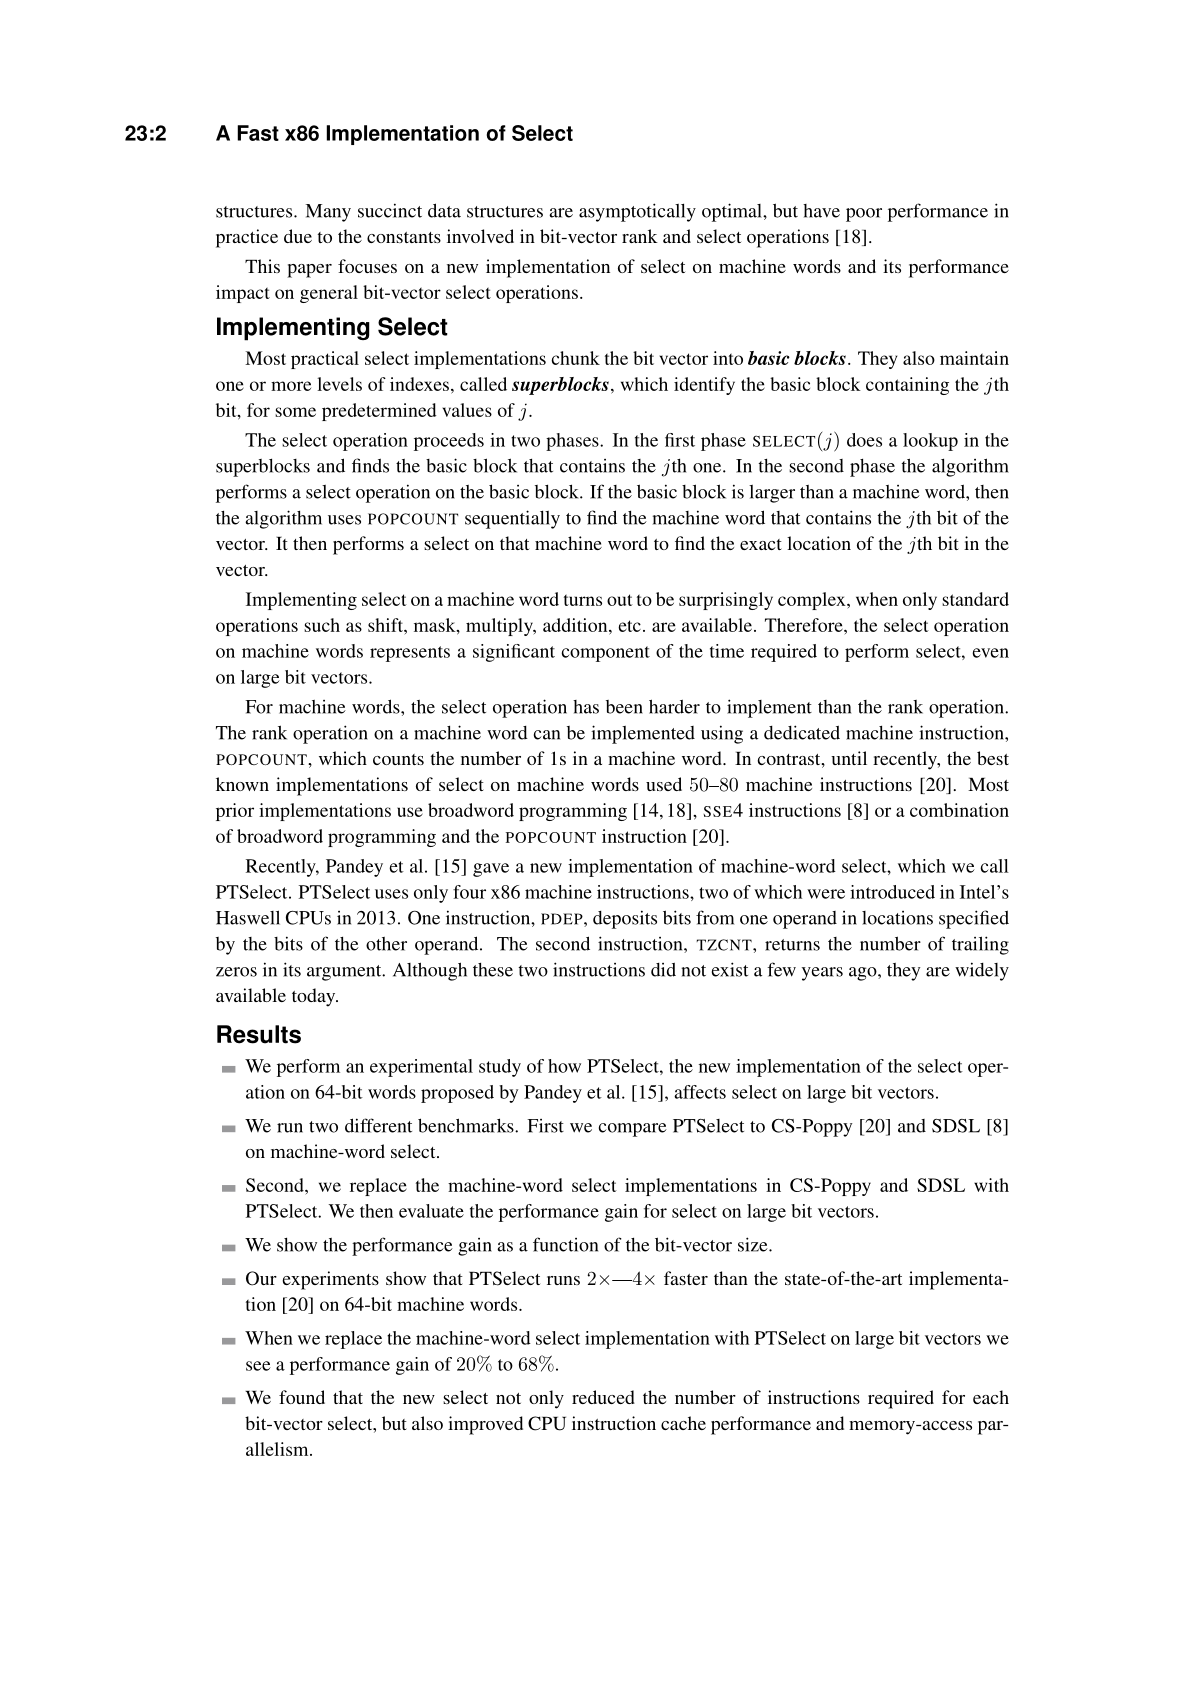 23:2 A Fast x86 Implementation of Select
structures. Many succinct data structures are asymptotically optimal, but have poor performance in
practice due to the constants involved in bit-vector rank and select operations [18].
This paper focuses on a new implementation of select on machine words and its performance
impact on general bit-vector select operations.
Implementing Select
Most practical select implementations chunk the bit vector into basic blocks. They also maintain
one or more levels of indexes, called superblocks, which identify the basic block containing the jth
bit, for some predetermined values of j.
The select operation proceeds in two phases. In the first phase SELECT(j) does a lookup in the
superblocks and finds the basic block that contains the jth one. In the second phase the algorithm
performs a select operation on the basic block. If the basic block is larger than a machine word, then
the algorithm uses POPCOUNT sequentially to find the machine word that contains the jth bit of the
vector. It then performs a select on that machine word to find the exact location of the jth bit in the
vector.
Implementing select on a machine word turns out to be surprisingly complex, when only standard
operations such as shift, mask, multiply, addition, etc. are available. Therefore, the select operation
on machine words represents a significant component of the time required to perform select, even
on large bit vectors.
For machine words, the select operation has been harder to implement than the rank operation.
The rank operation on a machine word can be implemented using a dedicated machine instruction,
POPCOUNT, which counts the number of 1s in a machine word. In contrast, until recently, the best
known implementations of select on machine words used 50–80 machine instructions [20]. Most
prior implementations use broadword programming [14, 18], SSE4 instructions [8] or a combination
of broadword programming and the POPCOUNT instruction [20].
Recently, Pandey et al. [15] gave a new implementation of machine-word select, which we call
PTSelect. PTSelect uses only four x86 machine instructions, two of which were introduced in Intel's
Haswell CPUs in 2013. One instruction, PDEP, deposits bits from one operand in locations specified
by the bits of the other operand. The second instruction, TZCNT, returns the number of trailing
zeros in its argument. Although these two instructions did not exist a few years ago, they are widely
available today.
Results
We perform an experimental study of how PTSelect, the new implementation of the select oper-
ation on 64-bit words proposed by Pandey et al. [15], affects select on large bit vectors.
We run two different benchmarks. First we compare PTSelect to CS-Poppy [20] and SDSL [8]
on machine-word select.
Second, we replace the machine-word select implementations in CS-Poppy and SDSL with
PTSelect. We then evaluate the performance gain for select on large bit vectors.
We show the performance gain as a function of the bit-vector size.
Our experiments show that PTSelect runs 2×—4× faster than the state-of-the-art implementa-
tion [20] on 64-bit machine words.
When we replace the machine-word select implementation with PTSelect on large bit vectors we
see a performance gain of 20% to 68%.
We found that the new select not only reduced the number of instructions required for each
bit-vector select, but also improved CPU instruction cache performance and memory-access par-
allelism.